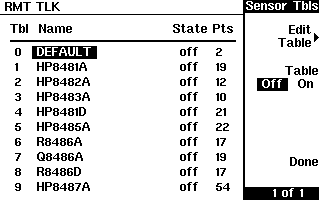 RMT TLK
Sensor Tbls
Tbl Name State Pts
0 DEFAULT off 2
1 HP8481A off 19
2 HP8482A off 12
3 HP8483A off 10
4 HP8481D off 21
5 HP8485A off 22
6 R8486A off 17
7 Q8486A off 19
8 R8486D off 17
9 HP8487A off 54
Edit
Table
Table
Off On
Done
1 of 1